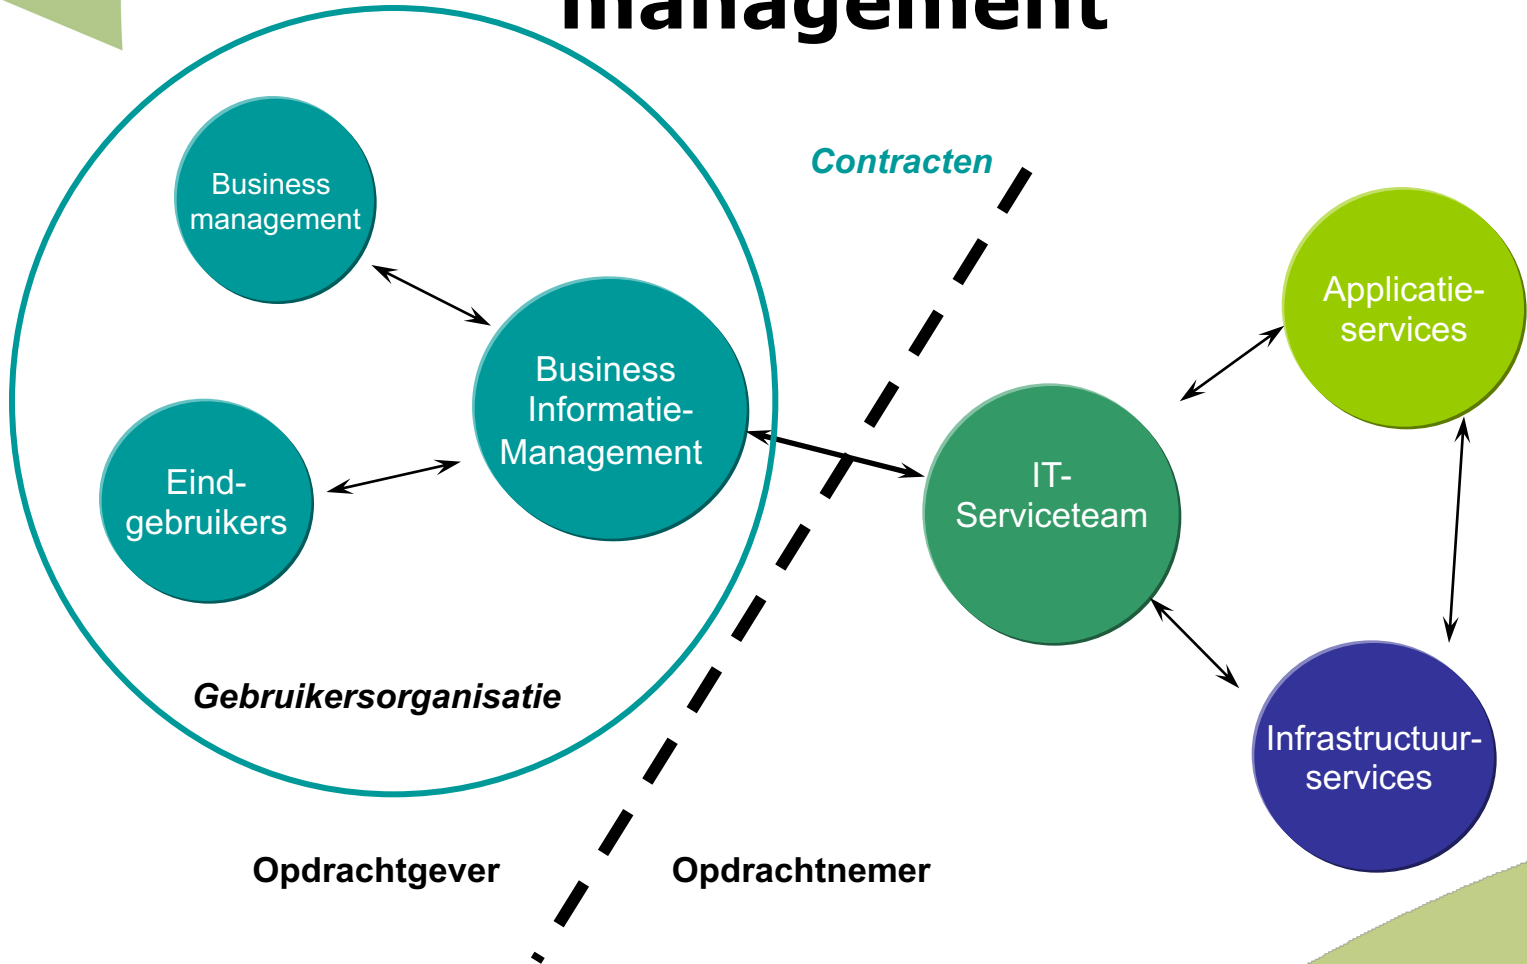 management
Contracten
Business
management
Applicatie-
services
Business
Informatie-
Management
Eind-
gebruikers
IT-
Serviceteam
Gebruikersorganisatie
Infrastructuur-
services
Opdrachtgever
Opdrachtnemer